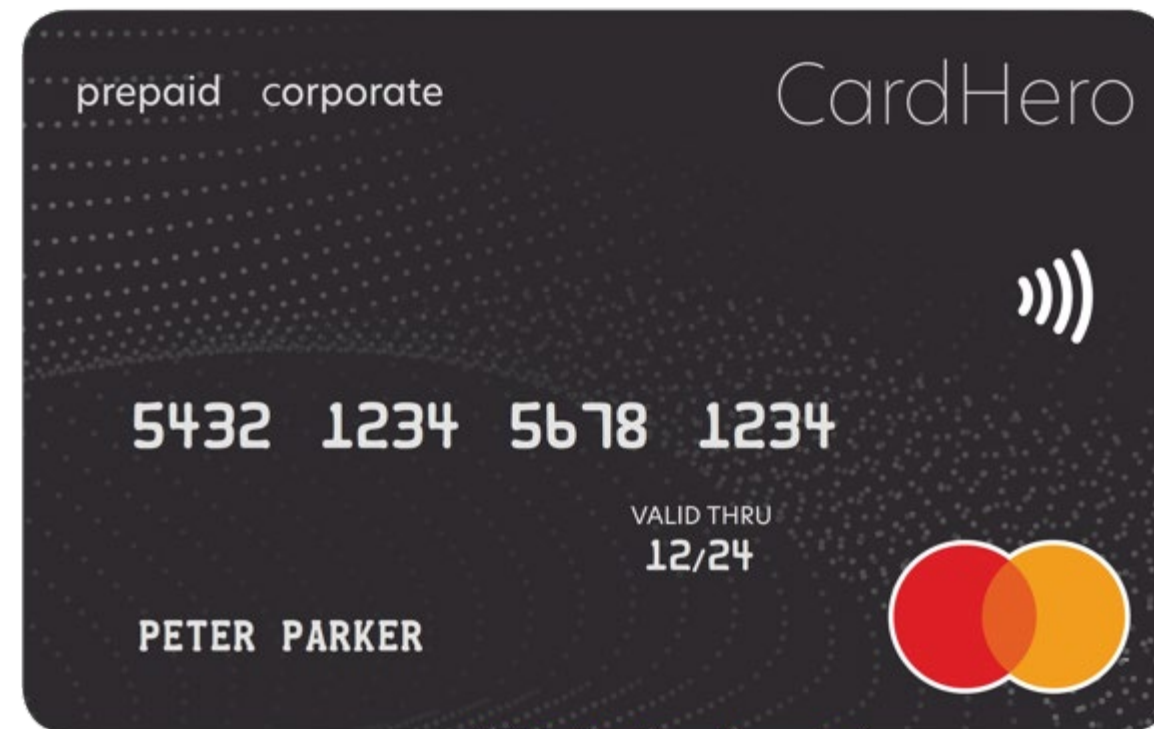 prepaid corporate
CardHero
5432 1234 5678 1234
VALID THRU
12/24
PETER PARKER